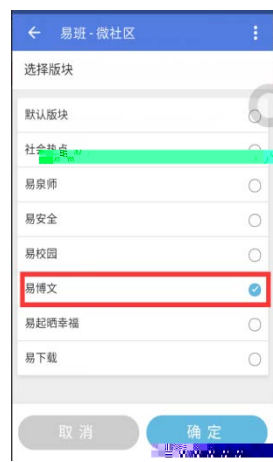 易班-微社区
选择版块
默认版块
社会热点
易泉师
易安全
易校园
易博文
易起晒幸福
易下载
取消
确定